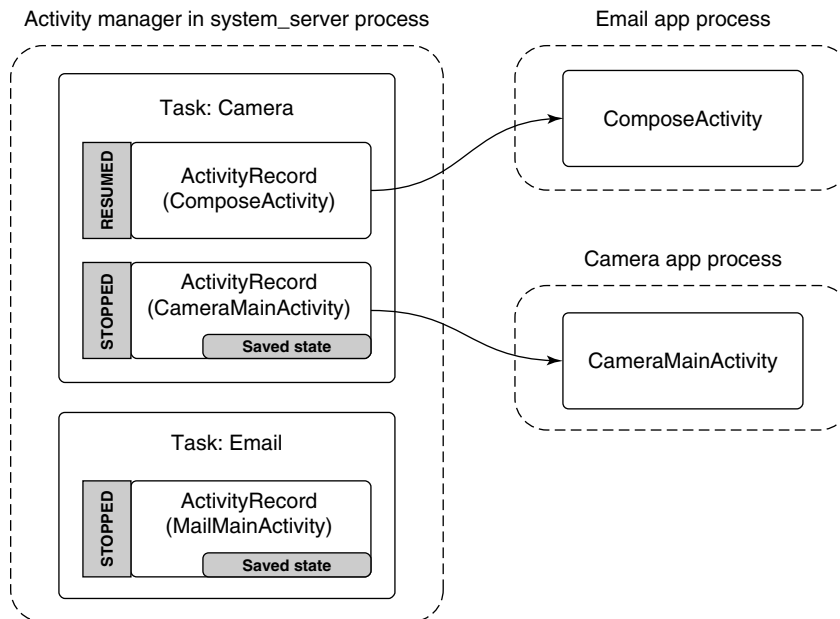 Activity manager in system_server process
Task: Camera
RESUMED
ActivityRecord
(ComposeActivity)
STOPPED
ActivityRecord
(CameraMainActivity)
Saved state
Task: Email
STOPPED
ActivityRecord
(MailMainActivity)
Saved state
Email app process
ComposeActivity
Camera app process
CameraMainActivity